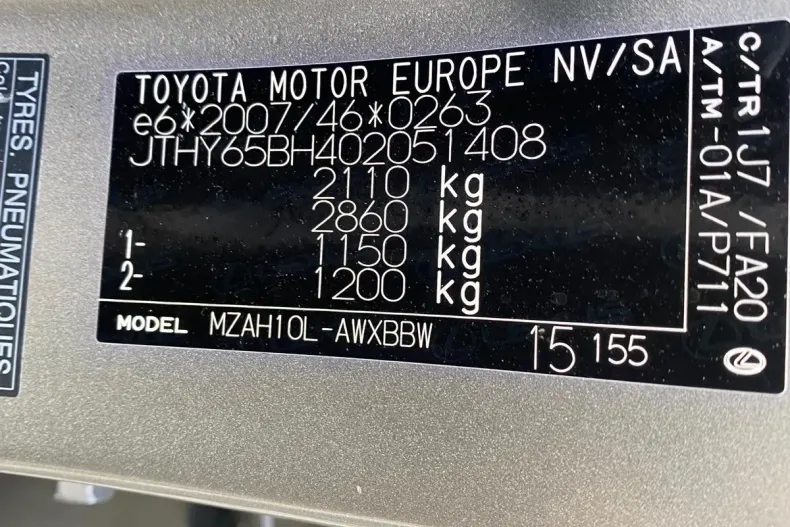 TOYOTA MOTOR EUROPE NV/SA
e6*2007/46*0263
JTHY65BH402051408
2110 kg
2860 kg
1- 1150 kg
2- 1200 kg
MODEL MZAH10L-AWXBBW
15 155
C/TR 1J7 /EA20
A/TM -01A/P711
TYRES PNEUMATIQUES